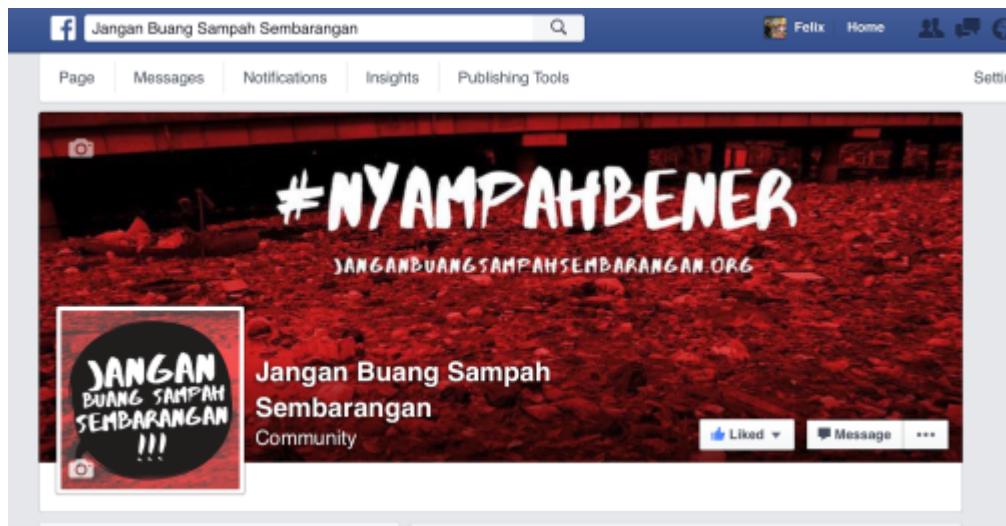 Jangan Buang Sampah Sembarangan
Felix Home
Page Messages Notifications Insights Publishing Tools Setti
#NYAMPAHBENER
JANGANBUANGSAMPAHSEMBARANGAN.ORG
JANGAN
BUANG SAMPAH
SEMBARANGAN
!!!
Jangan Buang Sampah
Sembarangan
Community
Liked Message